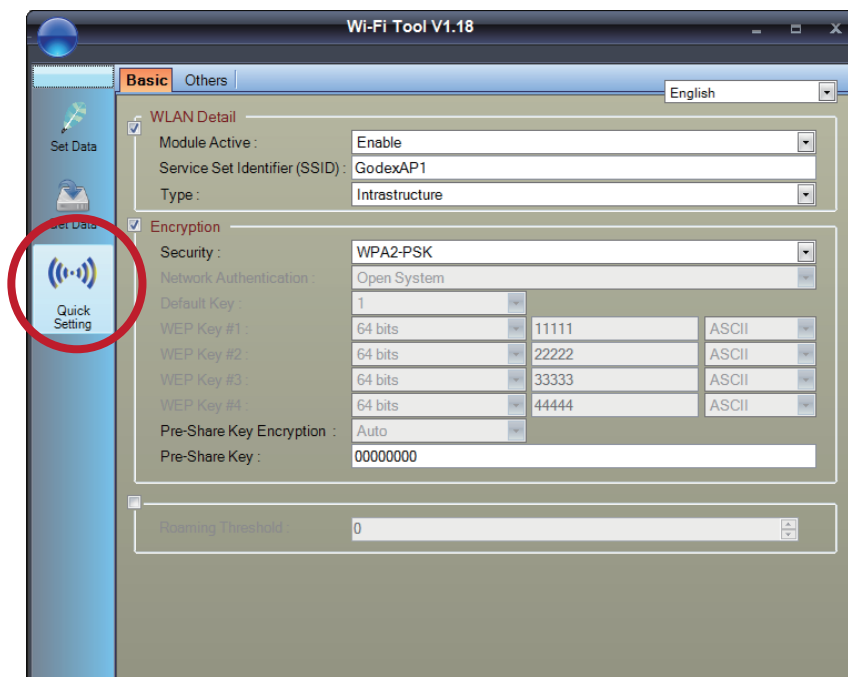 Wi-Fi Tool V1.18
Basic Others
English
Set Data
Get Data
Quick
Setting
WLAN Detail
Module Active : Enable
Service Set Identifier (SSID) : GodexAP1
Type : Intrastructure
Encryption
Security : WPA2-PSK
Network Authentication : Open System
Default Key : 1
WEP Key #1 : 64 bits 11111 ASCII
WEP Key #2 : 64 bits 22222 ASCII
WEP Key #3 : 64 bits 33333 ASCII
WEP Key #4 : 64 bits 44444 ASCII
Pre-Share Key Encryption : Auto
Pre-Share Key : 00000000
Roaming Threshold : 0